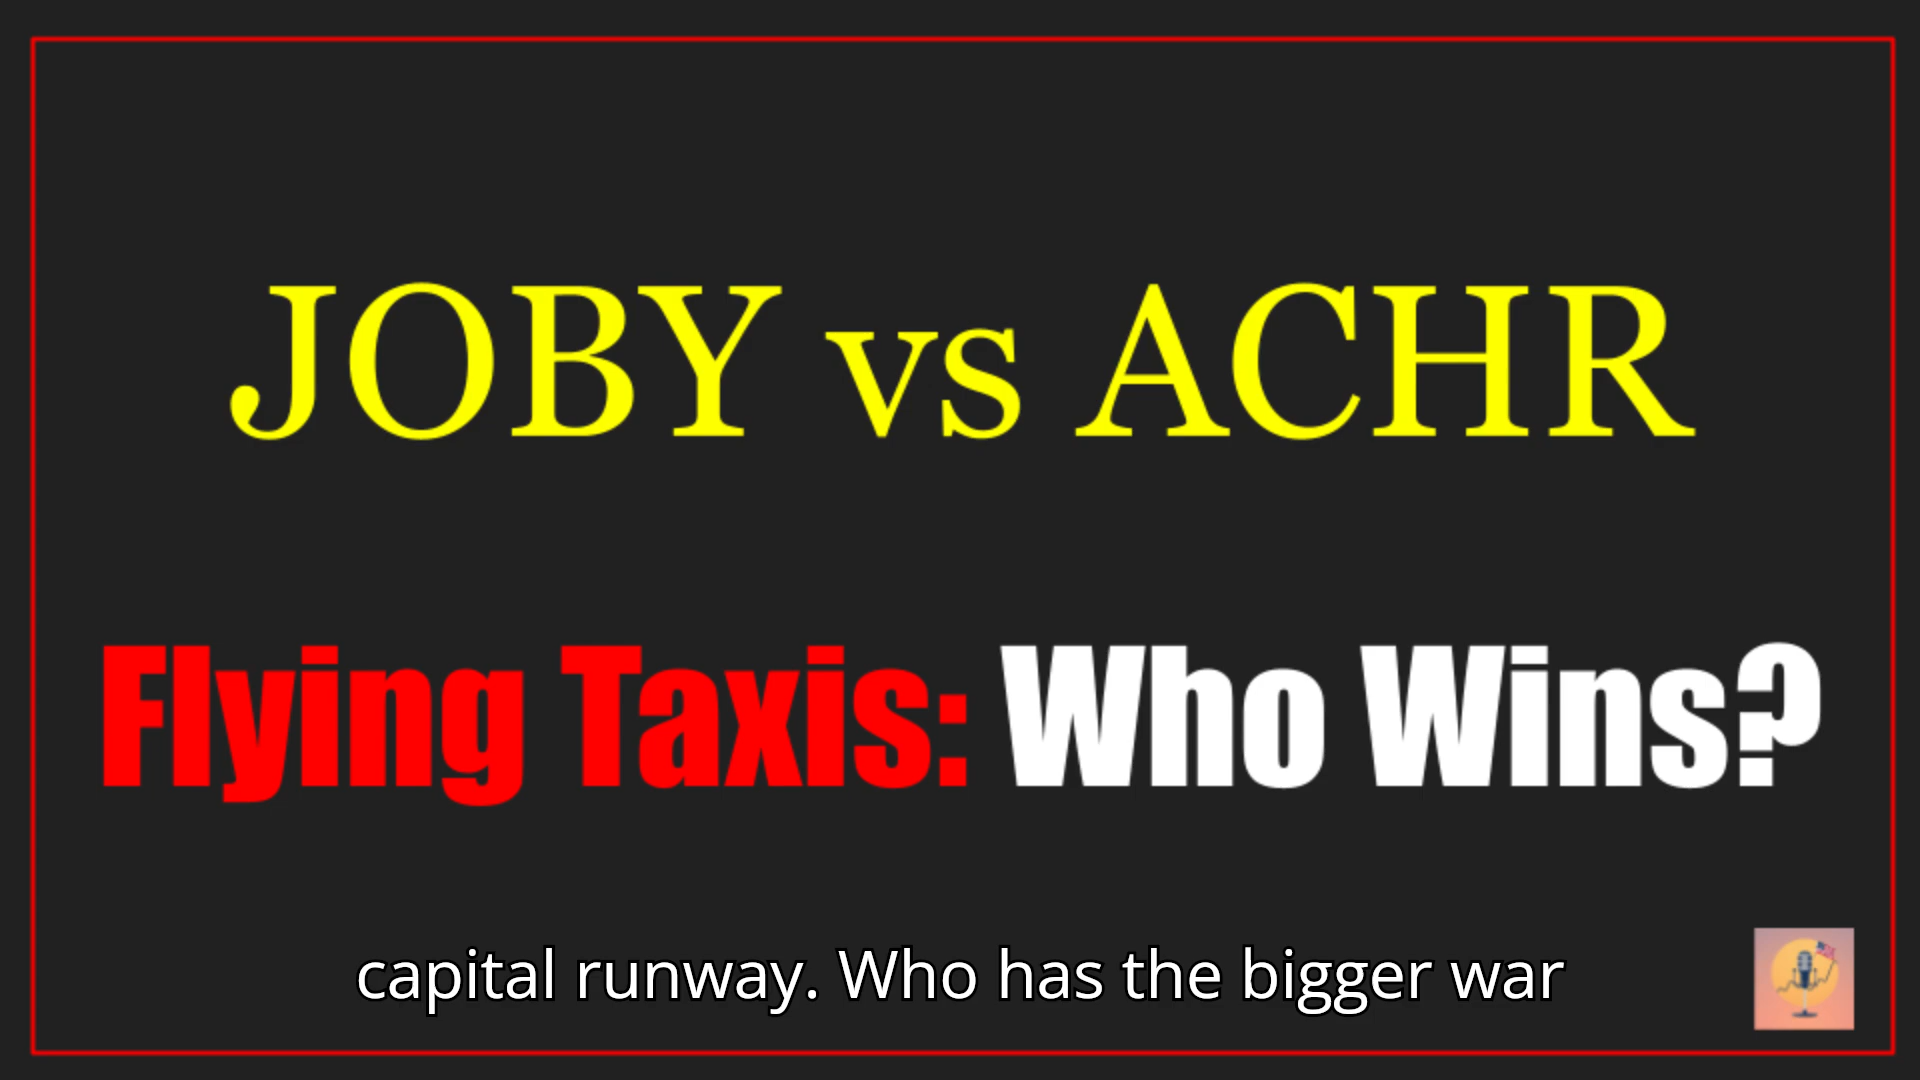 JOBY vs ACHR
Flying Taxis: Who Wins?
capital runway. Who has the bigger war